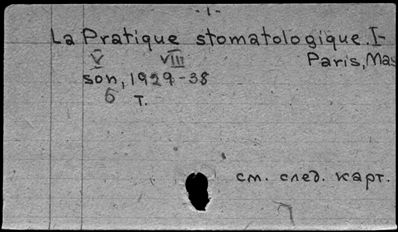 - 1 -
La Pratique stomatologique. I-
V VIII Paris, Mas
son, 1929-38
6 т.
см. след. карт.